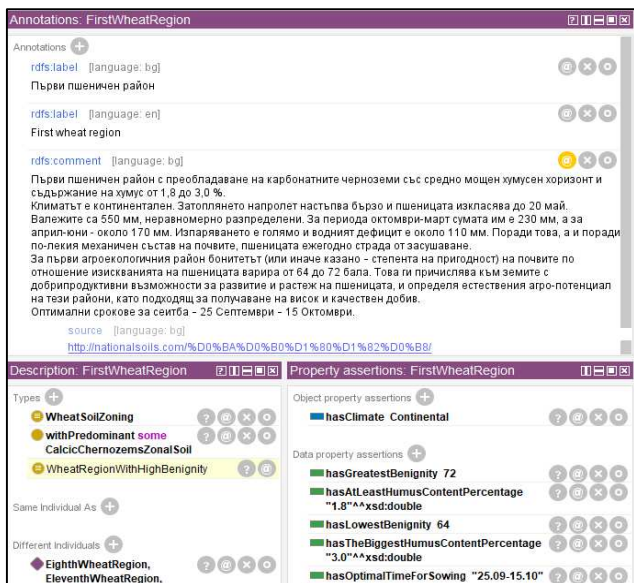 Annotations: FirstWheatRegion
Annotations
rdfs:label [language: bg]
Първи пшеничен район
rdfs:label [language: en]
First wheat region
rdfs:comment [language: bg]
Първи пшеничен район с преобладаване на карбонатните черноземи със средно мощен хумусен хоризонт и
съдържание на хумус от 1,8 до 3,0 %.
Климатът е континентален. Затоплянето напролет настъпва бързо и пшеницата изкласява до 20 май.
Валежите са 550 мм, неравномерно разпределени. За периода октомври-март сумата им е 230 мм, а за
април-юни - около 170 мм. Изпаряването е голямо и водният дефицит е около 110 мм. Поради това, а и поради
по-лекия механичен състав на почвите, пшеницата ежегодно страда от засушаване.
За първи агроекологичния район бонитетът (или иначе казано - степента на пригодност) на почвите по
отношение изискванията на пшеницата варира от 64 до 72 бала. Това ги причислява към земите с
добрипродуктивни възможности за развитие и растеж на пшеницата, и определя естествения агро-потенциал
на тези райони, като подходящ за получаване на висок и качествен добив.
Оптимални срокове за сеитба - 25 Септември - 15 Октомври.
source [language: bg]
http://nationalsoils.com/%D0%BA%D0%B0%D1%80%D1%82%D0%B8/
Description: FirstWheatRegion
Types
WheatSoilZoning
withPredominant some
CalcicChernozemsZonalSoil
WheatRegionWithHighBenignity
Same Individual As
Different Individuals
EighthWheatRegion,
EleventhWheatRegion,
Property assertions: FirstWheatRegion
Object property assertions
hasClimate Continental
Data property assertions
hasGreatestBenignity 72
hasAtLeastHumusContentPercentage
"1.8"^^xsd:double
hasLowestBenignity 64
hasTheBiggestHumusContentPercentage
"3.0"^^xsd:double
hasOptimalTimeForSowing "25.09-15.10"